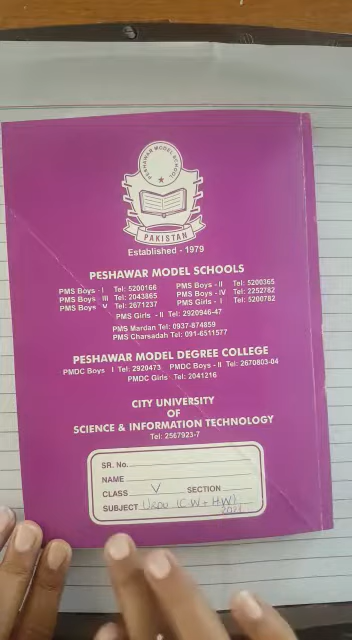 PESHAWAR MODEL SCHOOL
PAKISTAN
Established - 1979
PESHAWAR MODEL SCHOOLS
PMS Boys - I Tel: 5200166 PMS Boys - II Tel: 5200365
PMS Boys - III Tel: 2043865 PMS Boys - IV Tel: 2252782
PMS Boys - V Tel: 2671237 PMS Girls - I Tel: 5200782
PMS Girls - II Tel: 2920946-47
PMS Mardan Tel: 0937-874859
PMS Charsadah Tel: 091-6511577
PESHAWAR MODEL DEGREE COLLEGE
PMDC Boys I Tel: 2920473 PMDC Boys - II Tel: 2670803-04
PMDC Girls Tel: 2041216
CITY UNIVERSITY
OF
SCIENCE & INFORMATION TECHNOLOGY
Tel: 2567923-7
SR. No.
NAME
CLASS V SECTION
SUBJECT Urdu (C.W + H.W)
2021